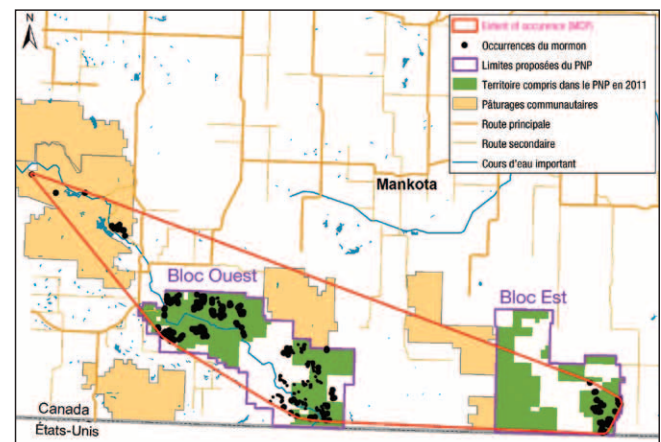 N
Extent of occurence (MCP)
Occurrences du mormon
Limites proposées du PNP
Territoire compris dans le PNP en 2011
Pâturages communautaires
Route principale
Route secondaire
Cours d'eau important
Mankota
Bloc Ouest
Bloc Est
Canada
États-Unis